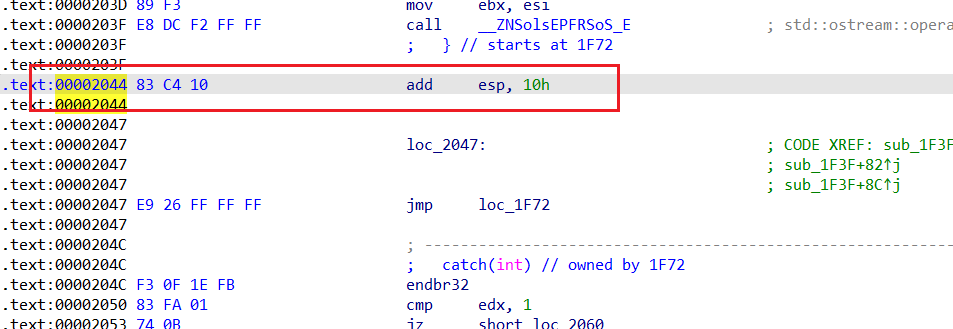 .text:0000203D 89 F3 mov ebx, esi
.text:0000203F E8 DC F2 FF FF call __ZNSolsEPFRSoS_E ; std::ostream::opera
.text:0000203F ; } // starts at 1F72
.text:0000203F
.text:00002044 83 C4 10 add esp, 10h
.text:00002044
.text:00002047
.text:00002047 loc_2047: ; CODE XREF: sub_1F3F
.text:00002047 ; sub_1F3F+82↑j
.text:00002047 ; sub_1F3F+8C↑j
.text:00002047 E9 26 FF FF FF jmp loc_1F72
.text:00002047
.text:0000204C ; ---------------------------------------------------------
.text:0000204C ; catch(int) // owned by 1F72
.text:0000204C F3 0F 1E FB endbr32
.text:00002050 83 FA 01 cmp edx, 1
.text:00002053 74 0B jz short loc_2060